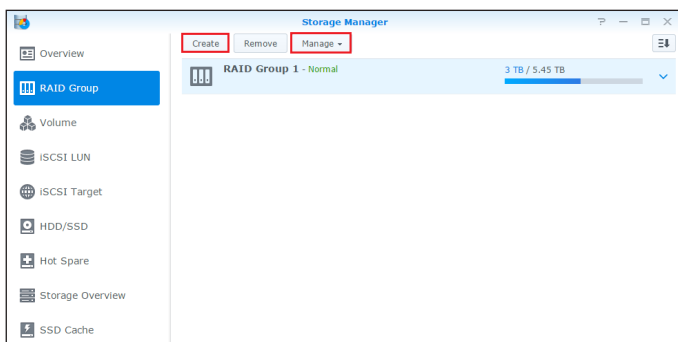 Storage Manager
Overview
RAID Group
Volume
iSCSI LUN
iSCSI Target
HDD/SSD
Hot Spare
Storage Overview
SSD Cache
Create Remove Manage
RAID Group 1 - Normal
3 TB / 5.45 TB